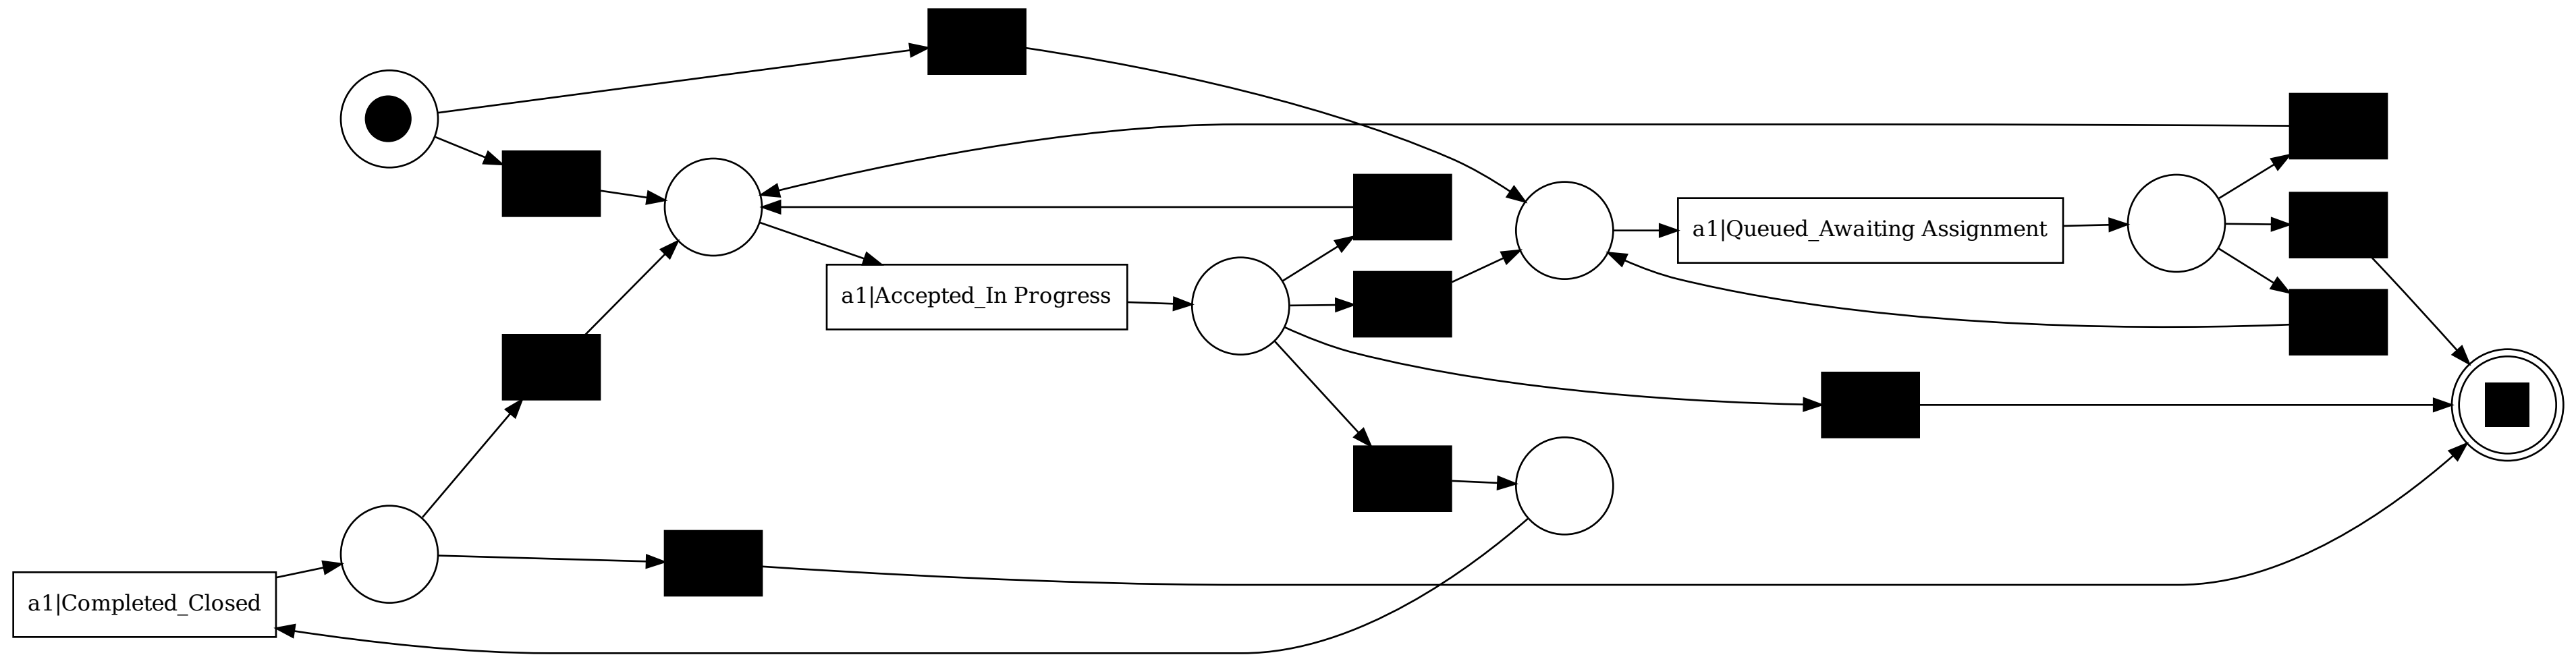 a1|Queued_Awaiting Assignment
a1|Accepted_In Progress
a1|Completed_Closed